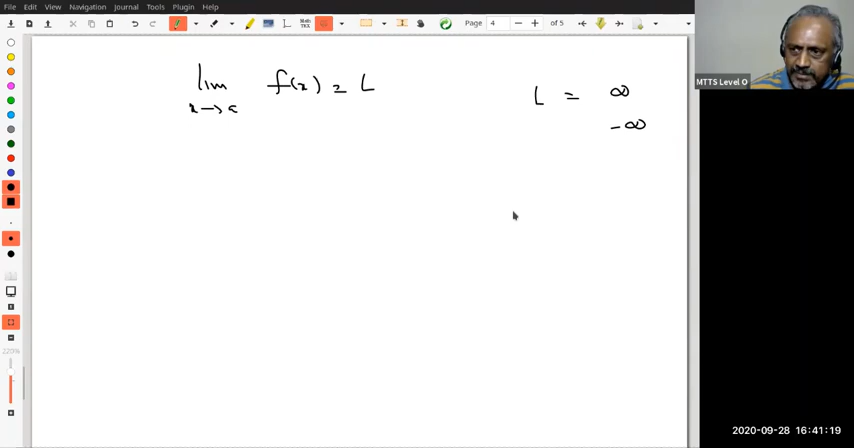 File Edit View Navigation Journal Tools Plugin Help
Page 4 of 5
220%
lim f(x) = L
x→c
L = ∞
-∞
MTTS Level O
2020-09-28 16:41:19